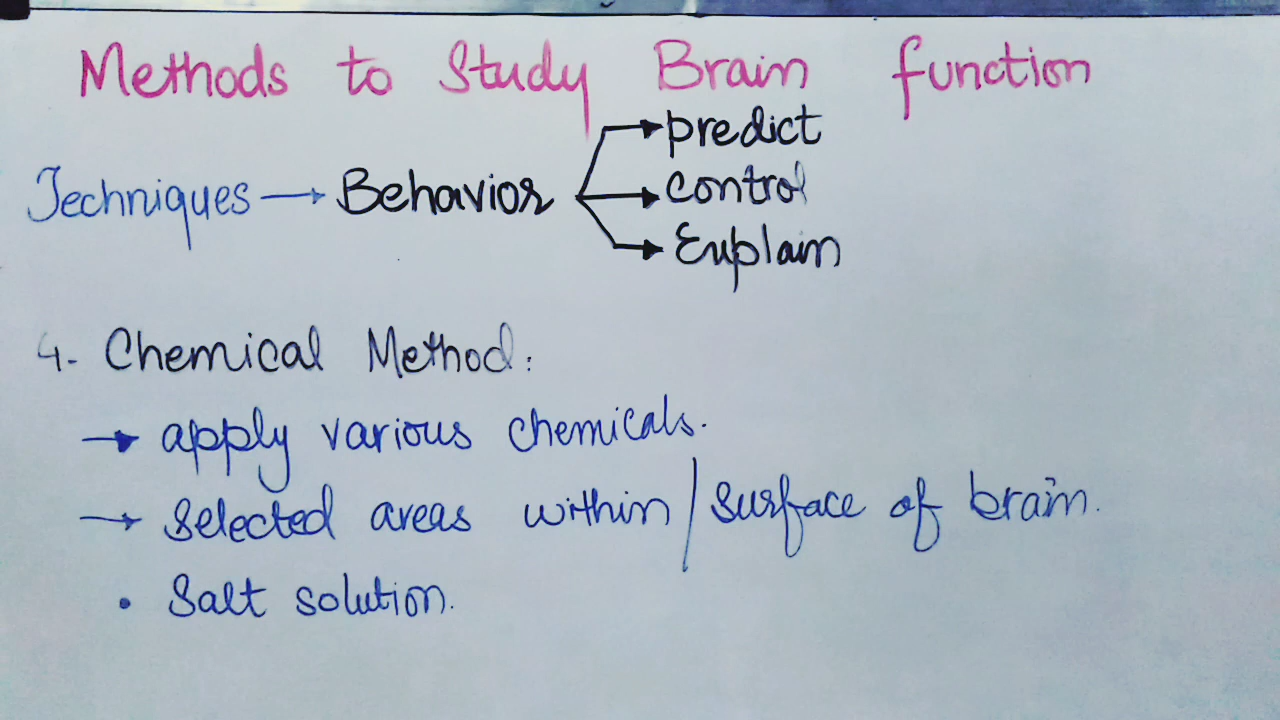 Methods to Study Brain function
predict
Techniques → Behavior → control
Explain
4. Chemical Method:
→ apply various chemicals.
→ Selected areas within / surface of brain.
• Salt solution.